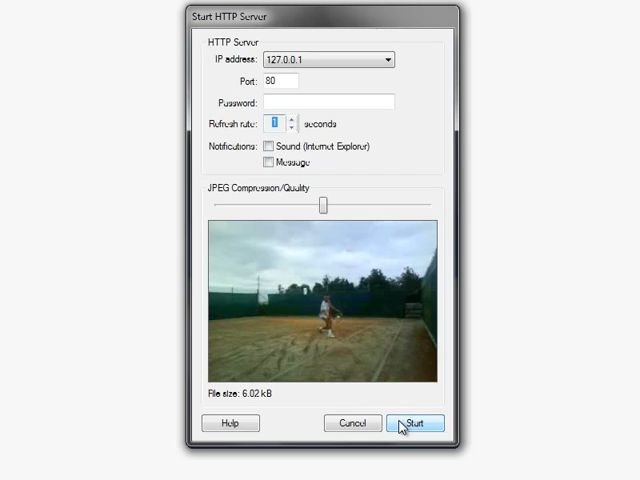 Start HTTP Server
HTTP Server
IP address: 127.0.0.1
Port: 80
Password:
Refresh rate: 1 seconds
Notifications: Sound (Internet Explorer)
Message
JPEG Compression/Quality
File size: 6.02 kB
Help Cancel Start